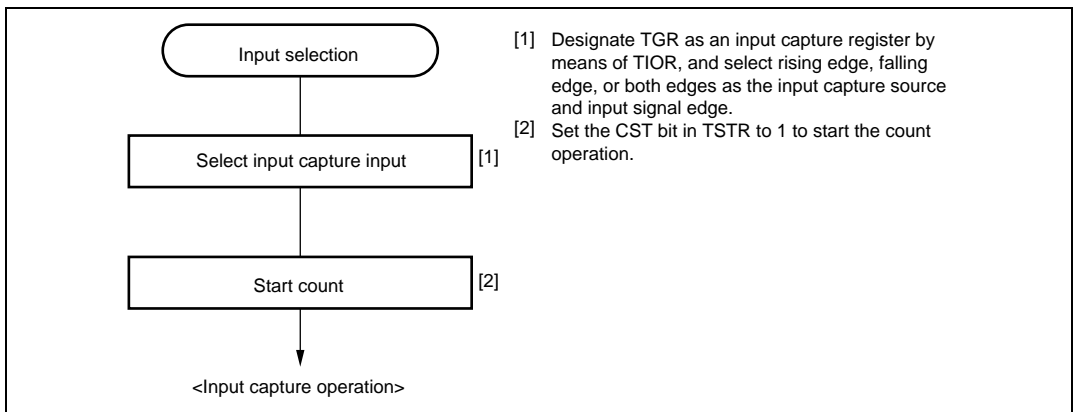 Input selection
Select input capture input
[1]
Start count
[2]
<Input capture operation>
[1] Designate TGR as an input capture register by
means of TIOR, and select rising edge, falling
edge, or both edges as the input capture source
and input signal edge.
[2] Set the CST bit in TSTR to 1 to start the count
operation.